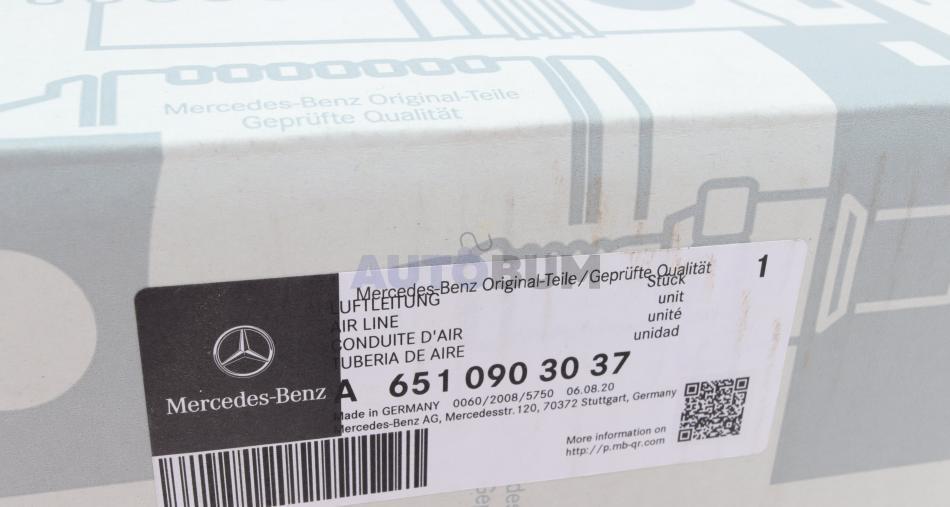 Mercedes-Benz Original-Teile
Geprüfte Qualität
AUTOBUM
Mercedes-Benz Original-Teile/Geprüfte Qualität
LUFTLEITUNG
AIR LINE
CONDUITE D'AIR
TUBERIA DE AIRE
Stück
unit
unité
unidad
1
A 651 090 30 37
Made in GERMANY 0060/2008/5750 06.08.20
Mercedes-Benz AG, Mercedesstr. 120, 70372 Stuttgart, Germany
Mercedes-Benz
More information on
http://p.mb-qr.com